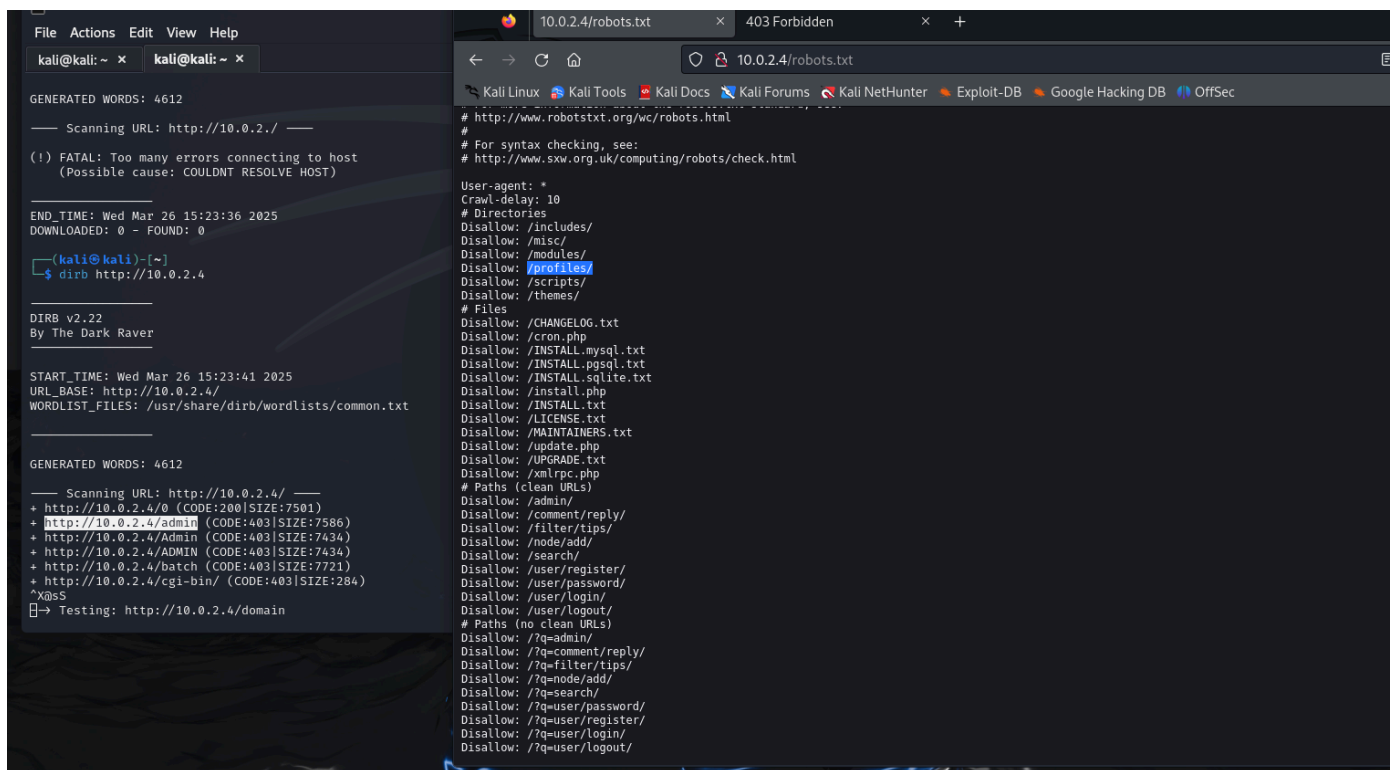 File Actions Edit View Help
kali@kali: ~ × kali@kali: ~ ×
GENERATED WORDS: 4612
—— Scanning URL: http://10.0.2./ ——
(!) FATAL: Too many errors connecting to host
(Possible cause: COULDNT RESOLVE HOST)
END_TIME: Wed Mar 26 15:23:36 2025
DOWNLOADED: 0 - FOUND: 0
┌──(kali㉿kali)-[~]
└─$ dirb http://10.0.2.4
DIRB v2.22
By The Dark Raver
START_TIME: Wed Mar 26 15:23:41 2025
URL_BASE: http://10.0.2.4/
WORDLIST_FILES: /usr/share/dirb/wordlists/common.txt
GENERATED WORDS: 4612
—— Scanning URL: http://10.0.2.4/ ——
+ http://10.0.2.4/0 (CODE:200|SIZE:7501)
+ http://10.0.2.4/admin (CODE:403|SIZE:7586)
+ http://10.0.2.4/Admin (CODE:403|SIZE:7434)
+ http://10.0.2.4/ADMIN (CODE:403|SIZE:7434)
+ http://10.0.2.4/batch (CODE:403|SIZE:7721)
+ http://10.0.2.4/cgi-bin/ (CODE:403|SIZE:284)
^X@sS
→ Testing: http://10.0.2.4/domain
10.0.2.4/robots.txt × 403 Forbidden × +
10.0.2.4/robots.txt
Kali Linux Kali Tools Kali Docs Kali Forums Kali NetHunter Exploit-DB Google Hacking DB OffSec
# For more information about the robots.txt standard, see:
# http://www.robotstxt.org/wc/robots.html
#
# For syntax checking, see:
# http://www.sxw.org.uk/computing/robots/check.html
User-agent: *
Crawl-delay: 10
# Directories
Disallow: /includes/
Disallow: /misc/
Disallow: /modules/
Disallow: /profiles/
Disallow: /scripts/
Disallow: /themes/
# Files
Disallow: /CHANGELOG.txt
Disallow: /cron.php
Disallow: /INSTALL.mysql.txt
Disallow: /INSTALL.pgsql.txt
Disallow: /INSTALL.sqlite.txt
Disallow: /install.php
Disallow: /INSTALL.txt
Disallow: /LICENSE.txt
Disallow: /MAINTAINERS.txt
Disallow: /update.php
Disallow: /UPGRADE.txt
Disallow: /xmlrpc.php
# Paths (clean URLs)
Disallow: /admin/
Disallow: /comment/reply/
Disallow: /filter/tips/
Disallow: /node/add/
Disallow: /search/
Disallow: /user/register/
Disallow: /user/password/
Disallow: /user/login/
Disallow: /user/logout/
# Paths (no clean URLs)
Disallow: /?q=admin/
Disallow: /?q=comment/reply/
Disallow: /?q=filter/tips/
Disallow: /?q=node/add/
Disallow: /?q=search/
Disallow: /?q=user/password/
Disallow: /?q=user/register/
Disallow: /?q=user/login/
Disallow: /?q=user/logout/